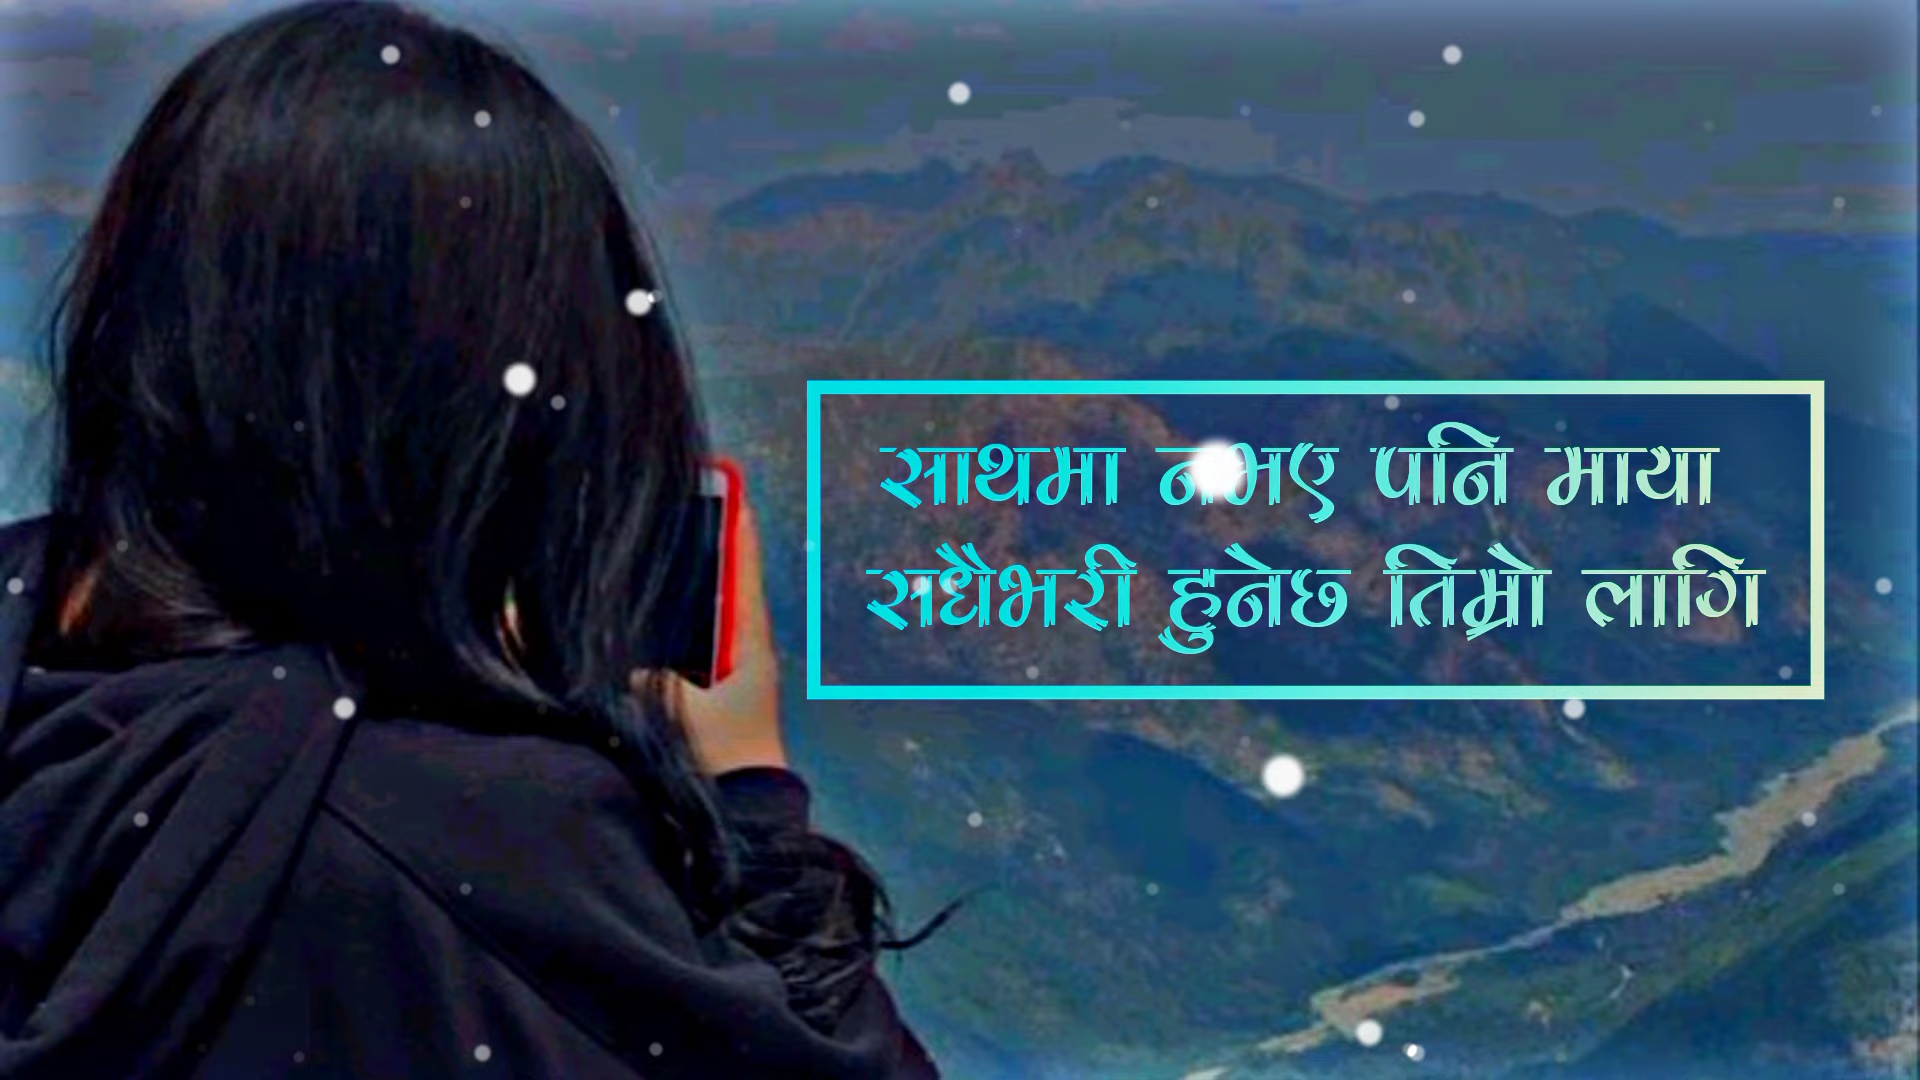 साथमा नभए पनि माया
सधैभरी हुनेछ तिम्रो लागि